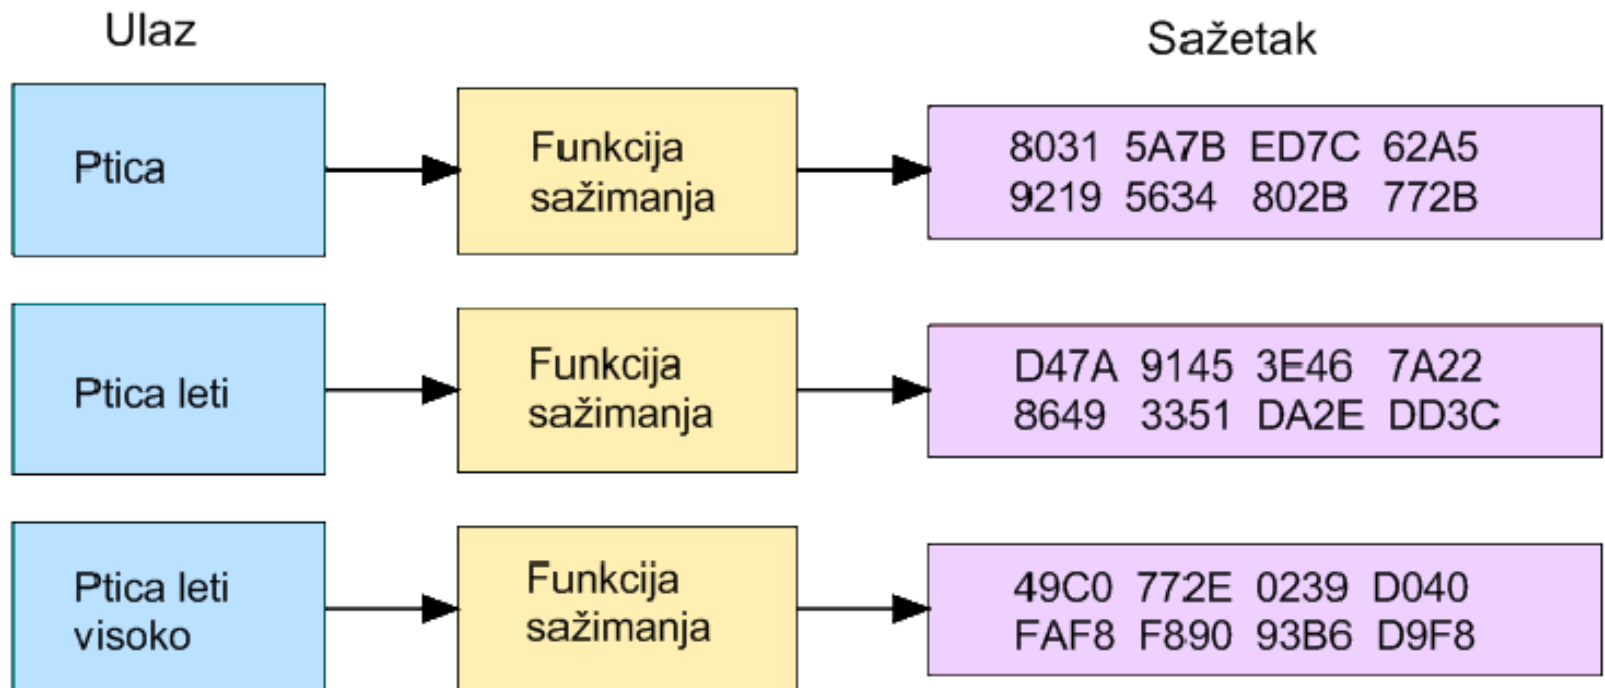 Ulaz
Sažetak
Ptica
Funkcija
sažimanja
8031 5A7B ED7C 62A5
9219 5634 802B 772B
Ptica leti
Funkcija
sažimanja
D47A 9145 3E46 7A22
8649 3351 DA2E DD3C
Ptica leti
visoko
Funkcija
sažimanja
49C0 772E 0239 D040
FAF8 F890 93B6 D9F8